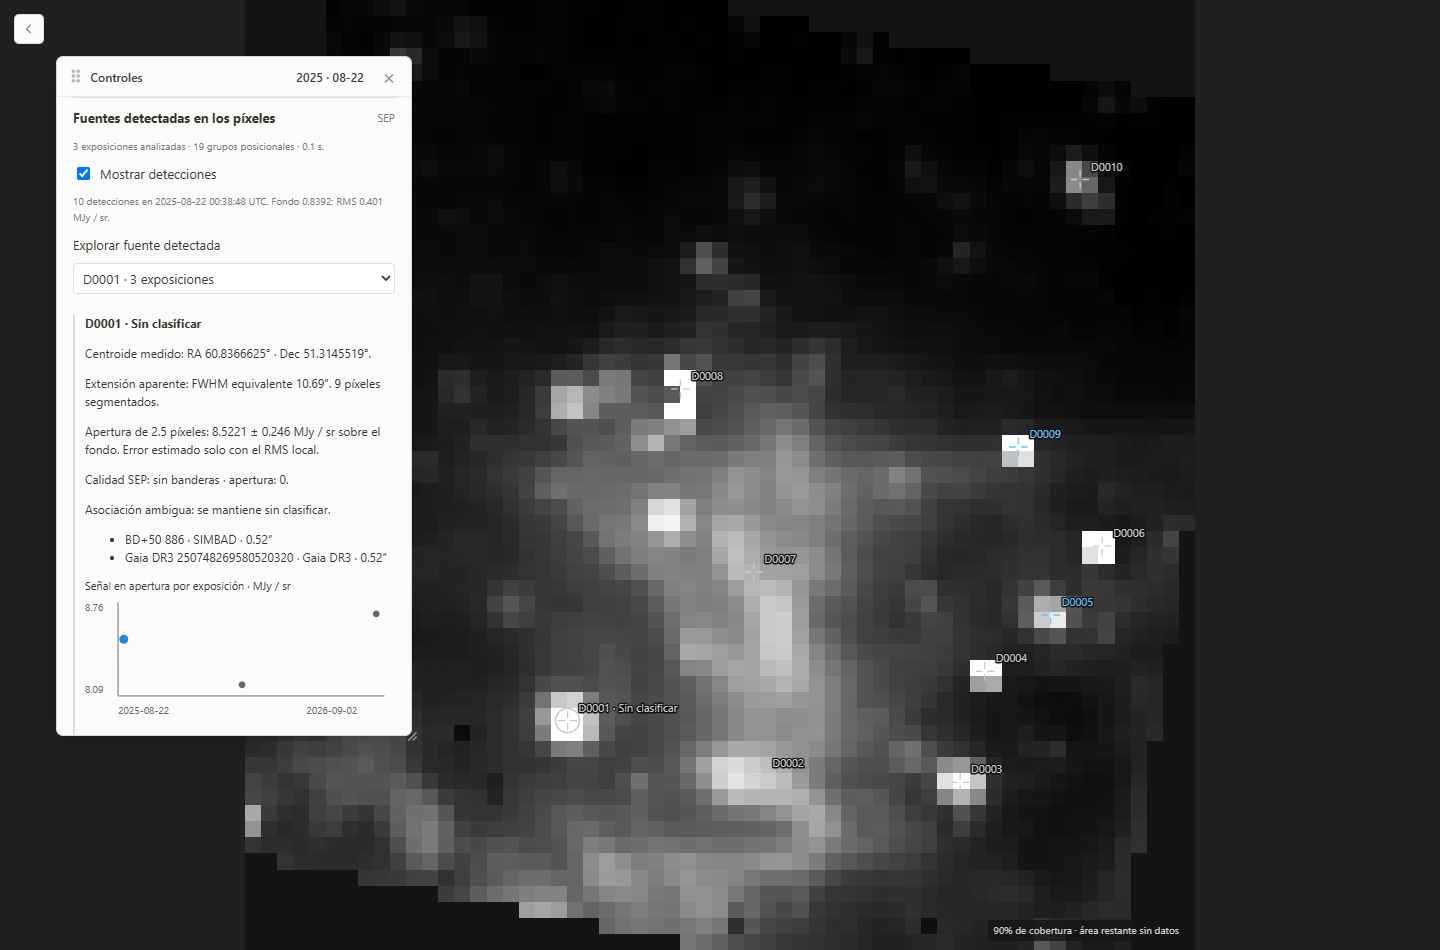 Controles
2025 · 08-22
Fuentes detectadas en los píxeles
SEP
3 exposiciones analizadas · 19 grupos posicionales · 0.1 s.
Mostrar detecciones
10 detecciones en 2025-08-22 00:38:48 UTC. Fondo 0.8392; RMS 0.401
MJy / sr.
Explorar fuente detectada
D0001 · 3 exposiciones
D0001 · Sin clasificar
Centroide medido: RA 60.8366625° · Dec 51.3145519°.
Extensión aparente: FWHM equivalente 10.69″. 9 píxeles
segmentados.
Apertura de 2.5 píxeles: 8.5221 ± 0.246 MJy / sr sobre el
fondo. Error estimado solo con el RMS local.
Calidad SEP: sin banderas · apertura: 0.
Asociación ambigua: se mantiene sin clasificar.
BD+50 886 · SIMBAD · 0.52″
Gaia DR3 250748269580520320 · Gaia DR3 · 0.52″
Señal en apertura por exposición · MJy / sr
8.76
8.09
2025-08-22
2026-09-02
D0010
D0008
D0009
D0006
D0007
D0005
D0004
D0001 · Sin clasificar
D0002
D0003
90% de cobertura · área restante sin datos